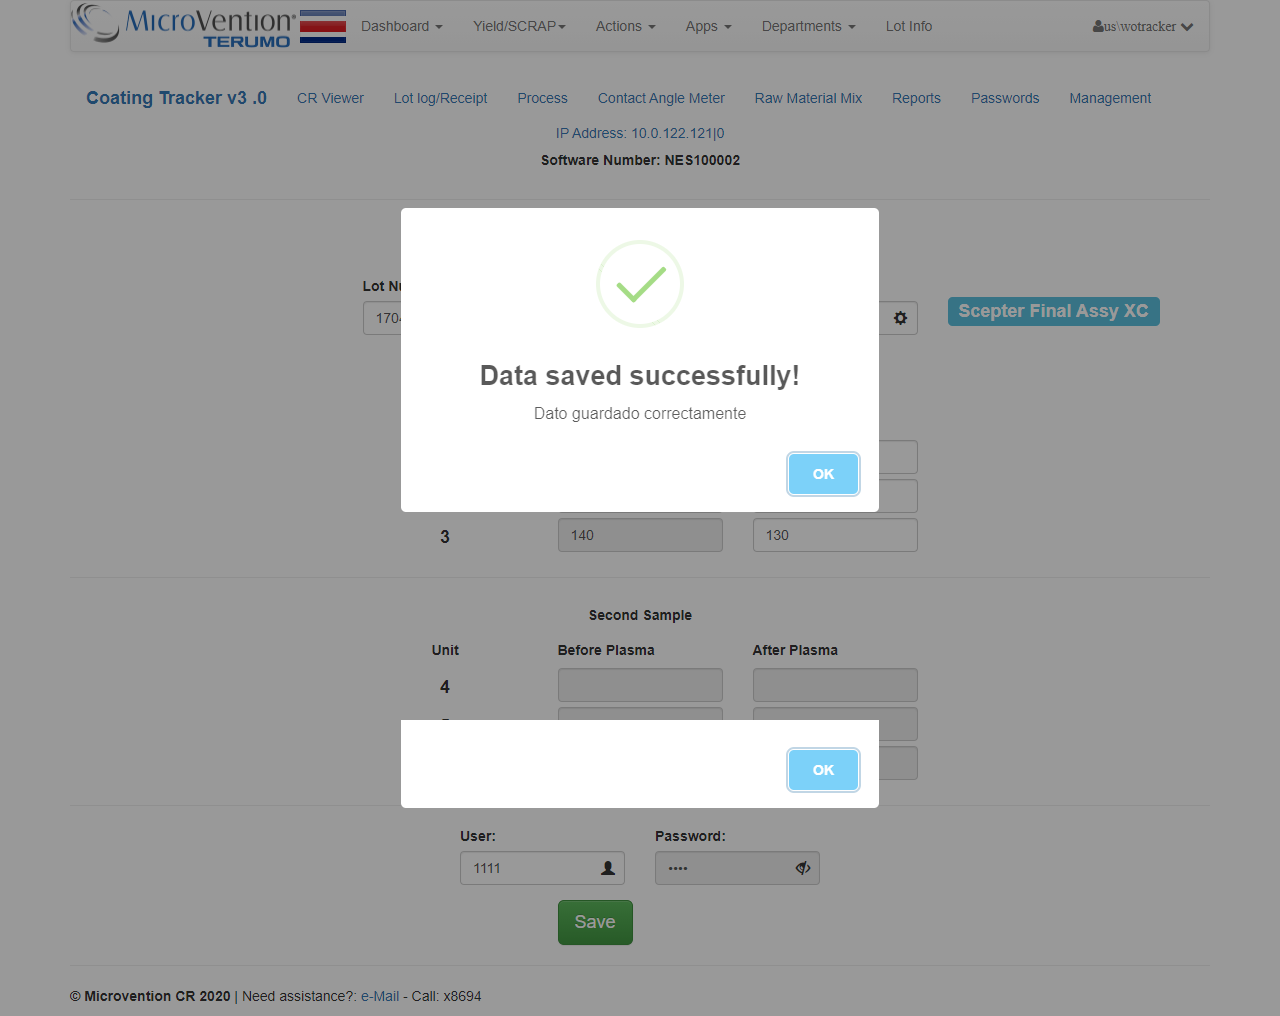 MICROVENTION
TERUMO
Dashboard Yield/SCRAP Actions Apps Departments Lot Info us\wotracker
Coating Tracker v3 .0 CR Viewer Lot log/Receipt Process Contact Angle Meter Raw Material Mix Reports Passwords Management
IP Address: 10.0.122.121|0
Software Number: NES100002
Lot
Scepter Final Assy XC
Data saved successfully!
Dato guardado correctamente
OK
3 140 130
Second Sample
Unit Before Plasma After Plasma
4
OK
User: Password:
1111 ••••
Save
© Microvention CR 2020 | Need assistance?: e-Mail - Call: x8694